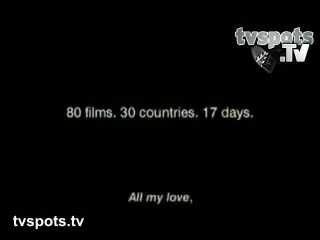 tvspots
.TV
80 films. 30 countries. 17 days.
All my love,
tvspots.tv